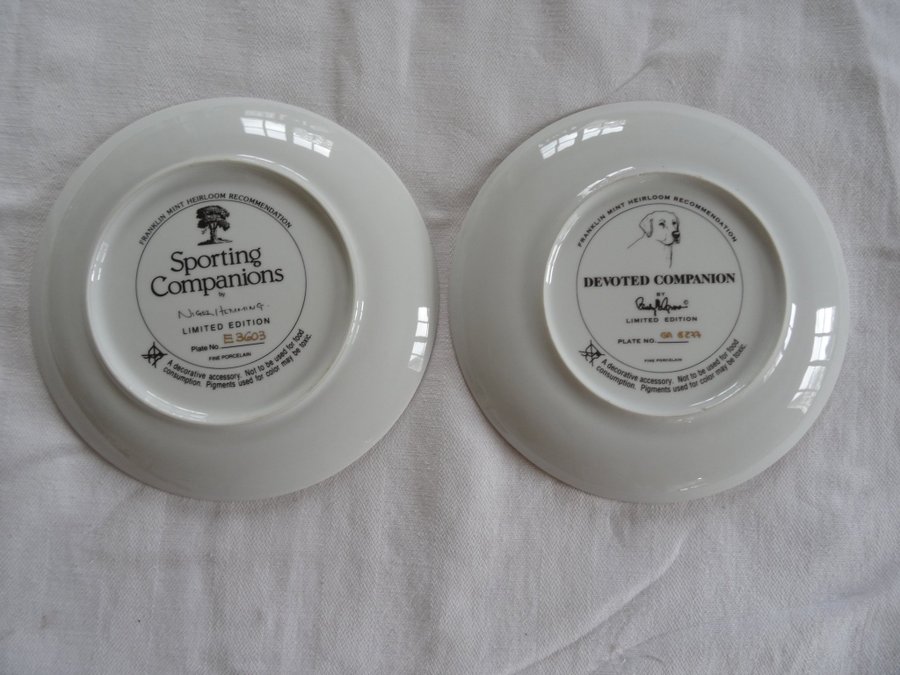 FRANKLIN MINT HEIRLOOM RECOMMENDATION
Sporting
Companions
by
NIGEL HEMMING.
LIMITED EDITION
Plate No. E 3603
FINE PORCELAIN
A decorative accessory. Not to be used for food
consumption. Pigments used for color may be toxic.
FRANKLIN MINT HEIRLOOM RECOMMENDATION
DEVOTED COMPANION
BY
LIMITED EDITION
PLATE NO.
FINE PORCELAIN
A decorative accessory. Not to be used for food
consumption. Pigments used for color may be toxic.